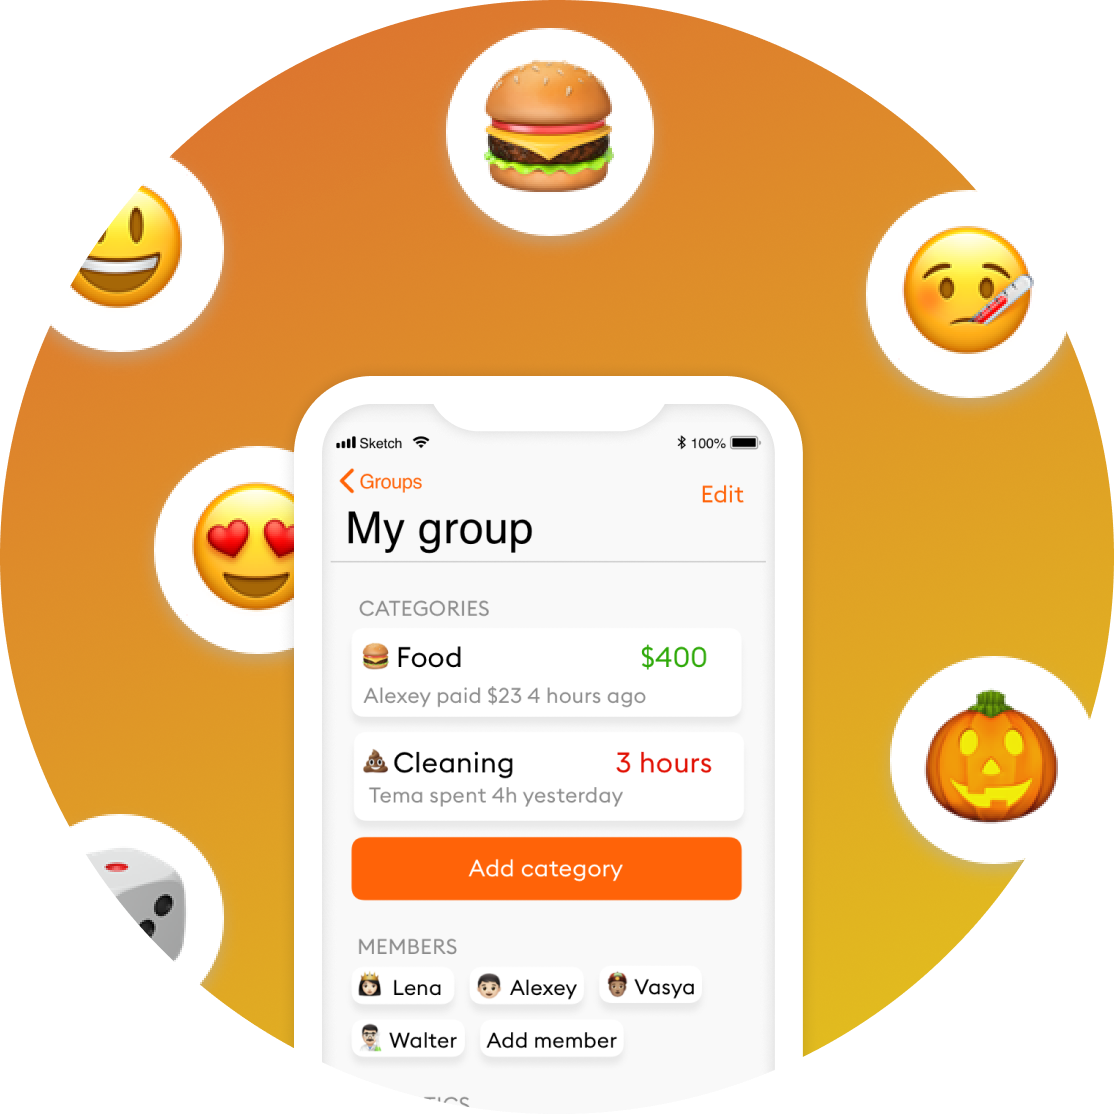 Sketch 100%
Groups
Edit
My group
CATEGORIES
Food $400
Alexey paid $23 4 hours ago
Cleaning 3 hours
Tema spent 4h yesterday
Add category
MEMBERS
Lena Alexey Vasya
Walter Add member